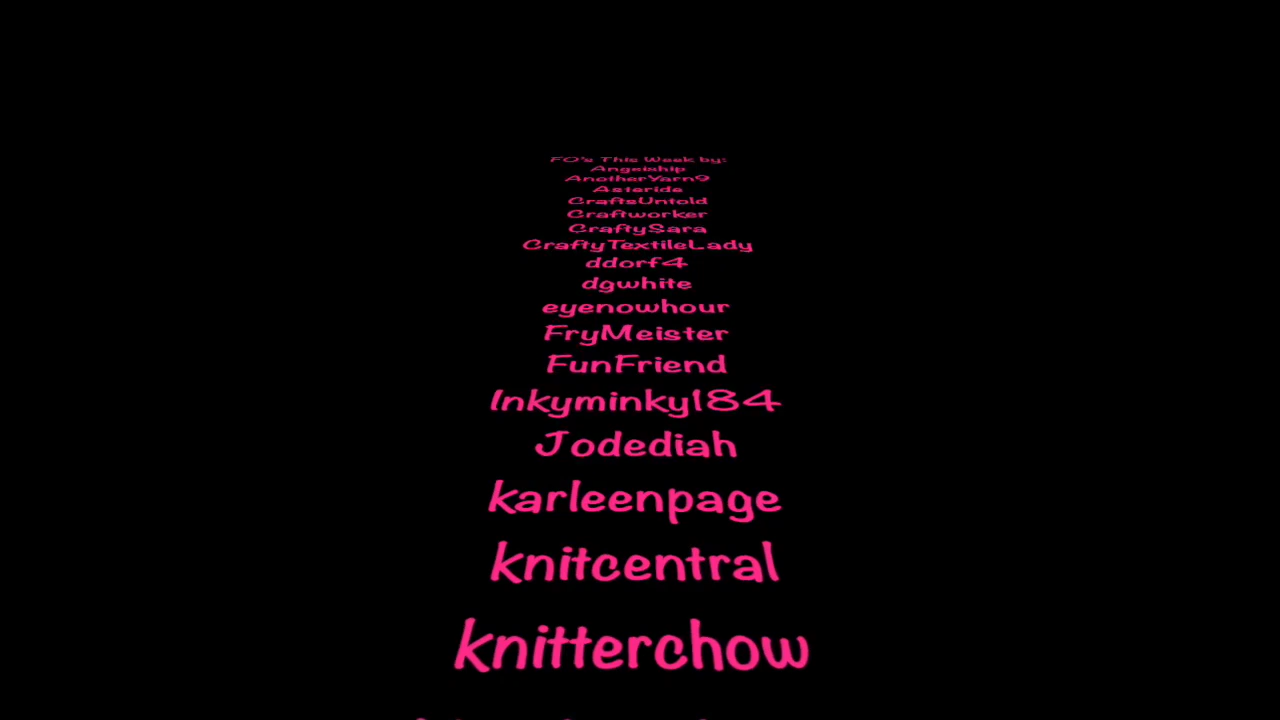 FO's This Week by:
Angeiship
AnotherYarn9
Asteride
CraftsUntold
Craftworker
CraftySara
CraftyTextileLady
ddorf4
dgwhite
eyenowhour
FryMeister
FunFriend
Inkyminky184
Jodediah
karleenpage
knitcentral
knitterchow